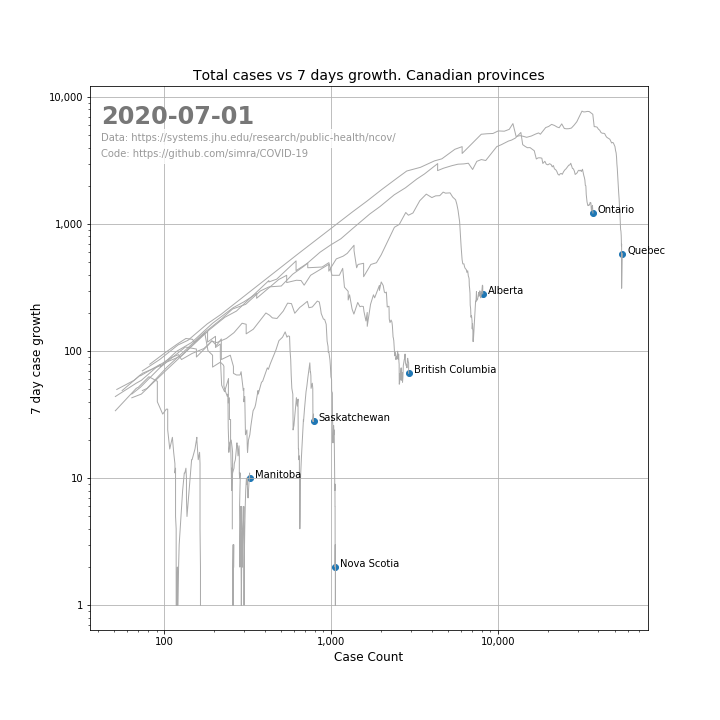 Total cases vs 7 days growth. Canadian provinces
10,000
2020-07-01
Data: https://systems.jhu.edu/research/public-health/ncov/
Code: https://github.com/simra/COVID-19
1,000
Ontario
Quebec
Alberta
7 day case growth
100
British Columbia
Saskatchewan
10
Manitoba
Nova Scotia
1
100
1,000
10,000
Case Count